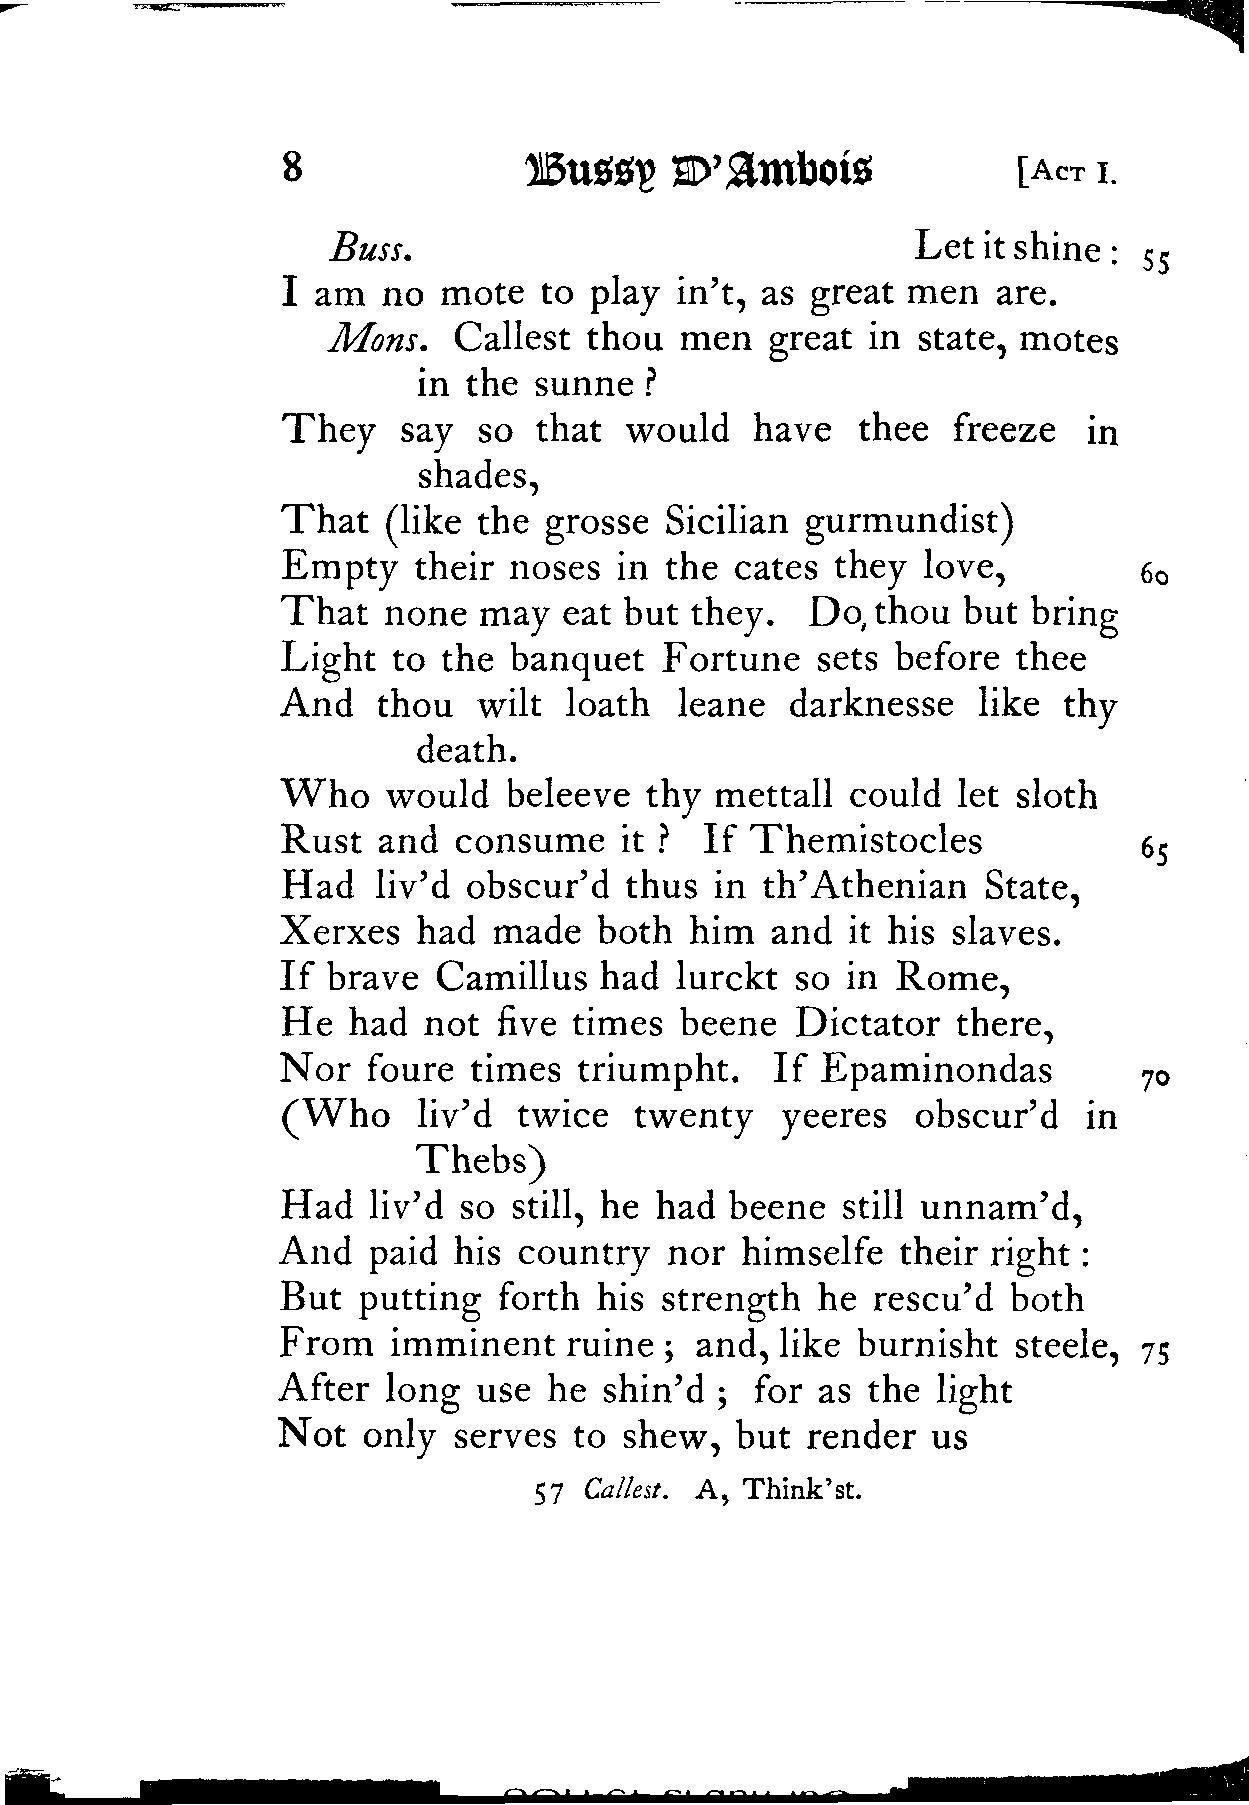 8 Bussy D'Ambois [Act I.
Buss. Let it shine : 55
I am no mote to play in't, as great men are.
Mons. Callest thou men great in state, motes
in the sunne ?
They say so that would have thee freeze in
shades,
That (like the grosse Sicilian gurmundist)
Empty their noses in the cates they love, 60
That none may eat but they. Do, thou but bring
Light to the banquet Fortune sets before thee
And thou wilt loath leane darknesse like thy
death.
Who would beleeve thy mettall could let sloth
Rust and consume it ? If Themistocles 65
Had liv'd obscur'd thus in th'Athenian State,
Xerxes had made both him and it his slaves.
If brave Camillus had lurckt so in Rome,
He had not five times beene Dictator there,
Nor foure times triumpht. If Epaminondas 70
(Who liv'd twice twenty yeeres obscur'd in
Thebs)
Had liv'd so still, he had beene still unnam'd,
And paid his country nor himselfe their right :
But putting forth his strength he rescu'd both
From imminent ruine ; and, like burnisht steele, 75
After long use he shin'd ; for as the light
Not only serves to shew, but render us
57 Callest. A, Think'st.